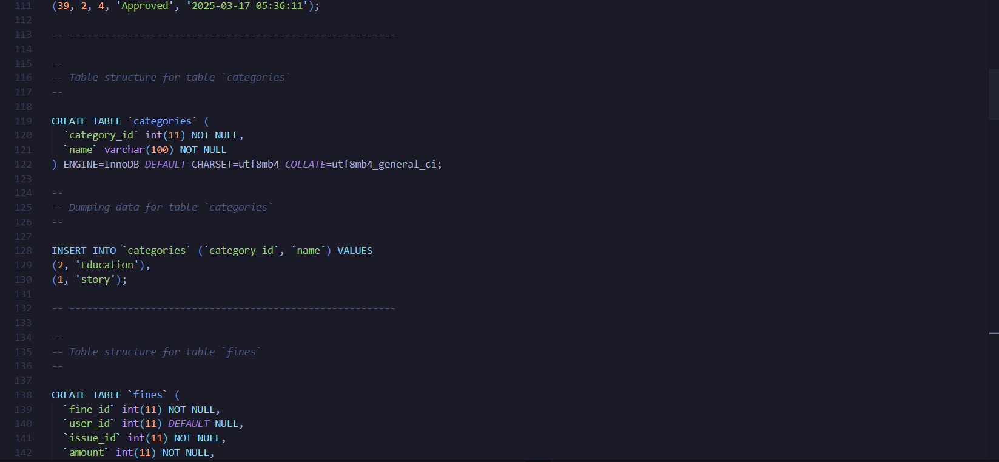 111 (39, 2, 4, 'Approved', '2025-03-17 05:36:11');
112
113 -- --------------------------------------------------------
114
115 --
116 -- Table structure for table `categories`
117 --
118
119 CREATE TABLE `categories` (
120   `category_id` int(11) NOT NULL,
121   `name` varchar(100) NOT NULL
122 ) ENGINE=InnoDB DEFAULT CHARSET=utf8mb4 COLLATE=utf8mb4_general_ci;
123
124 --
125 -- Dumping data for table `categories`
126 --
127
128 INSERT INTO `categories` (`category_id`, `name`) VALUES
129 (2, 'Education'),
130 (1, 'story');
131
132 -- --------------------------------------------------------
133
134 --
135 -- Table structure for table `fines`
136 --
137
138 CREATE TABLE `fines` (
139   `fine_id` int(11) NOT NULL,
140   `user_id` int(11) DEFAULT NULL,
141   `issue_id` int(11) NOT NULL,
142   `amount` int(11) NOT NULL,